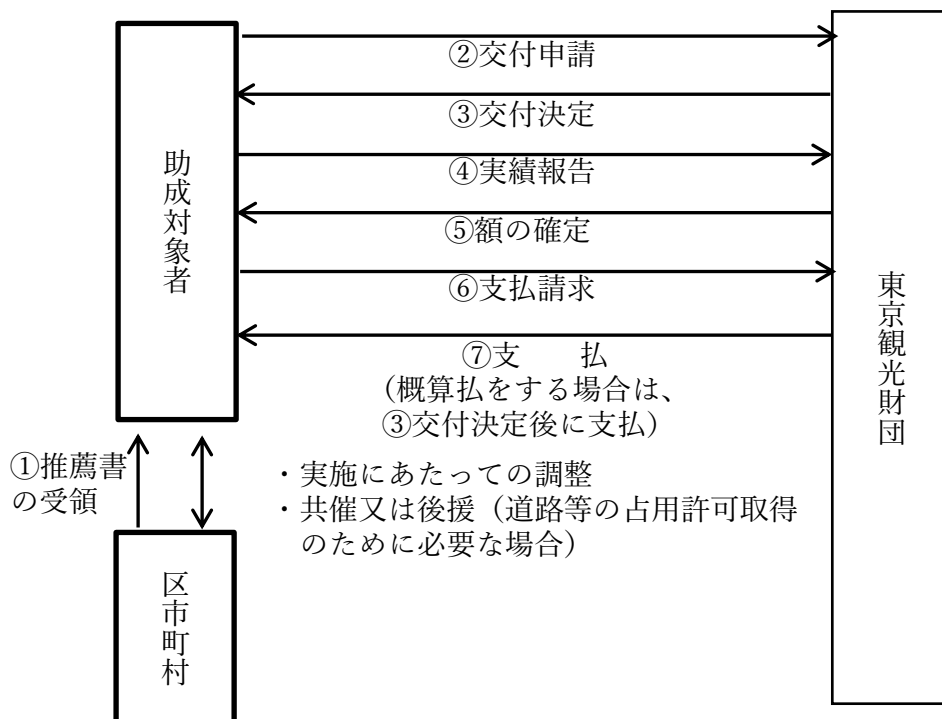 ②交付申請
③交付決定
④実績報告
⑤額の確定
⑥支払請求
⑦支　　払
（概算払をする場合は、
③交付決定後に支払）
助成対象者
東京観光財団
①推薦書
の受領
・実施にあたっての調整
・共催又は後援（道路等の占用許可取得
のために必要な場合）
区市町村